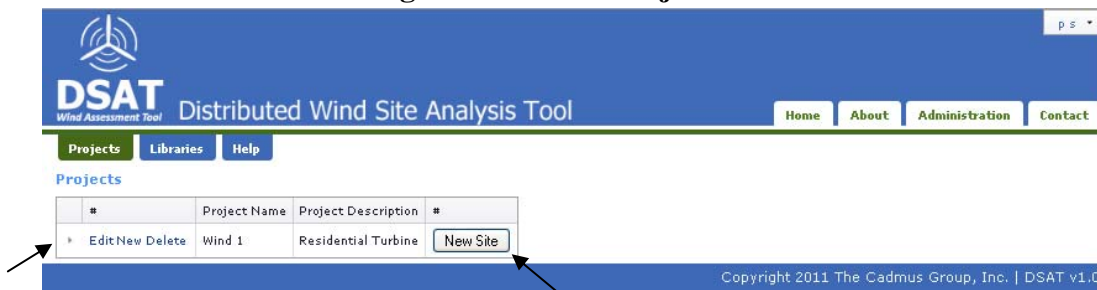 p s
DSAT
Wind Assessment Tool
Distributed Wind Site Analysis Tool
Home About Administration Contact
Projects Libraries Help
Projects
# Project Name Project Description #
Edit New Delete Wind 1 Residential Turbine New Site
Copyright 2011 The Cadmus Group, Inc. | DSAT v1.0